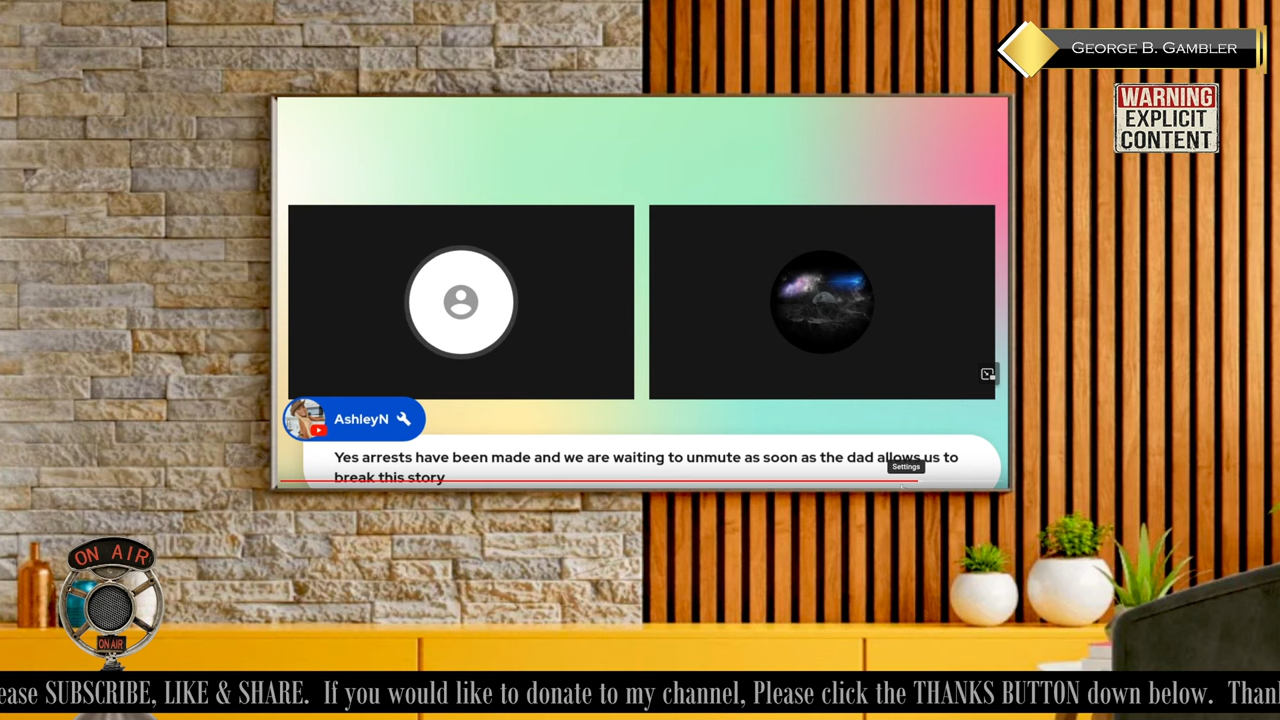 George B. Gambler
WARNING
EXPLICIT
CONTENT
AshleyN
Yes arrests have been made and we are waiting to unmute as soon as the dad allows us to
break this story
Settings
ON AIR
ON AIR
ease SUBSCRIBE, LIKE & SHARE. If you would like to donate to my channel, Please click the THANKS BUTTON down below. Than